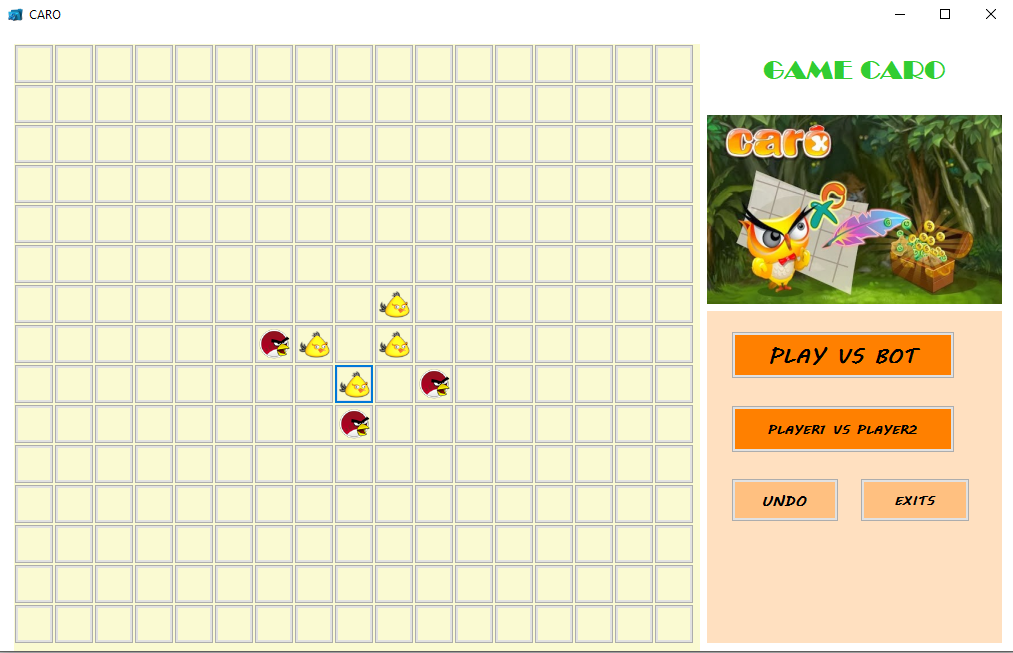 CARO
GAME CARO
caro
x
PLAY VS BOT
PLAYER1 VS PLAYER2
UNDO
EXITS